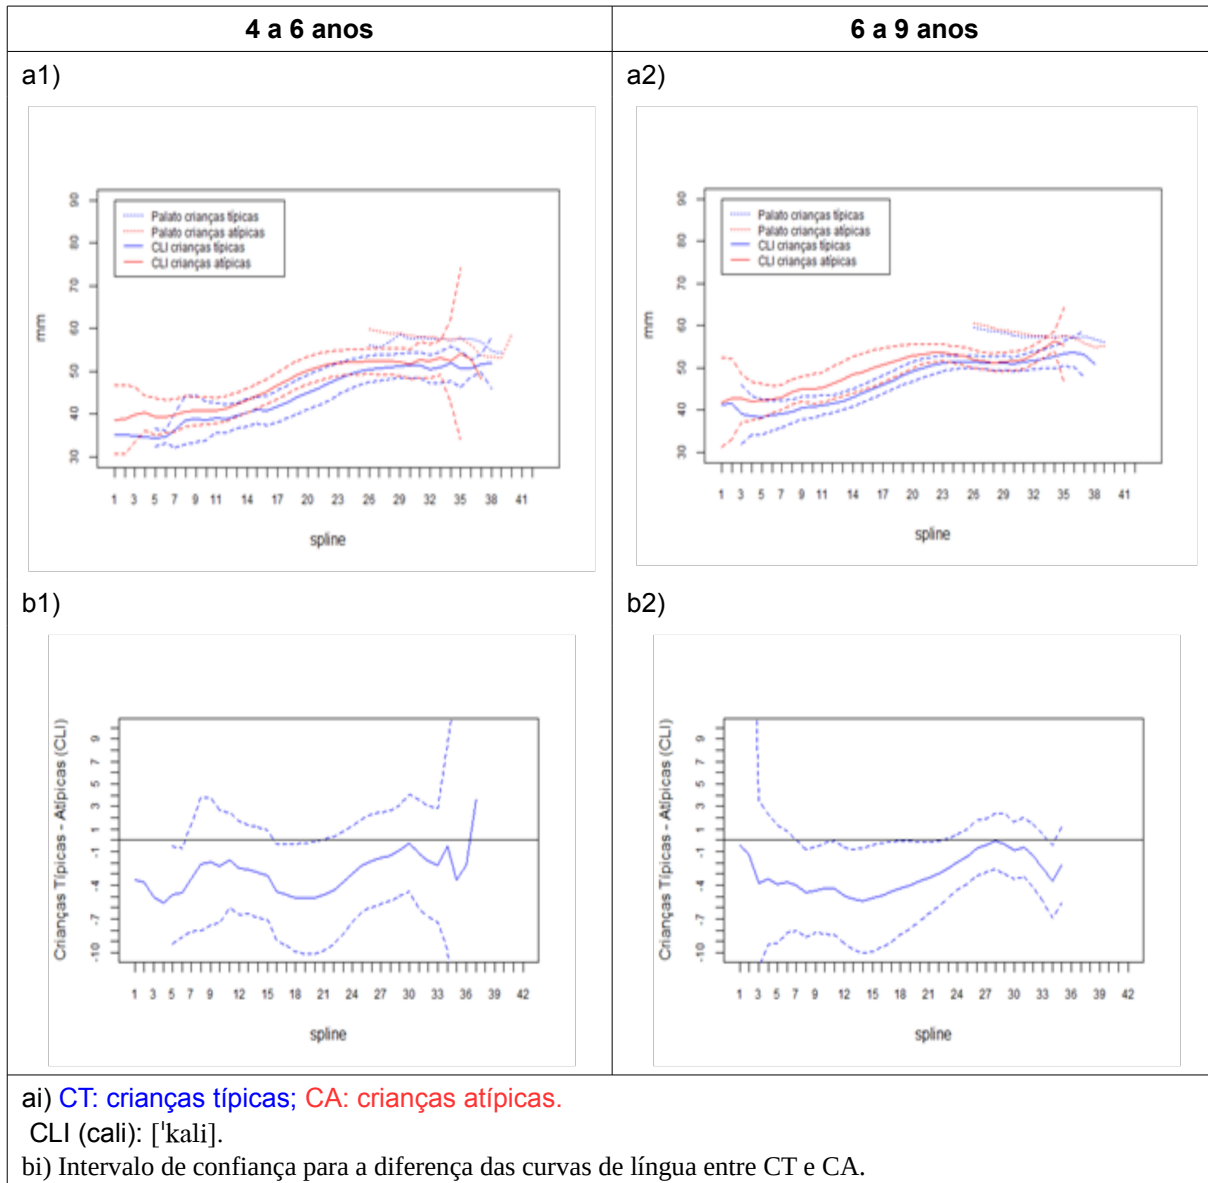 4 a 6 anos
6 a 9 anos
a1)
a2)
mm
90
80
70
60
50
40
30
Palato crianças típicas
Palato crianças atípicas
CLI crianças típicas
CLI crianças atípicas
1 3 5 7 9 11 14 17 20 23 26 29 32 35 38 41
spline
mm
90
80
70
60
50
40
30
Palato crianças típicas
Palato crianças atípicas
CLI crianças típicas
CLI crianças atípicas
1 3 5 7 9 11 14 17 20 23 26 29 32 35 38 41
spline
b1)
b2)
Crianças Típicas - Atípicas (CLI)
9
7
5
3
1
-1
-4
-7
-10
1 3 5 7 9 12 15 18 21 24 27 30 33 36 39 42
spline
Crianças Típicas - Atípicas (CLI)
9
7
5
3
1
-1
-4
-7
-10
1 3 5 7 9 12 15 18 21 24 27 30 33 36 39 42
spline
ai) CT: crianças típicas; CA: crianças atípicas.
CLI (cali): [ˈkali].
bi) Intervalo de confiança para a diferença das curvas de língua entre CT e CA.